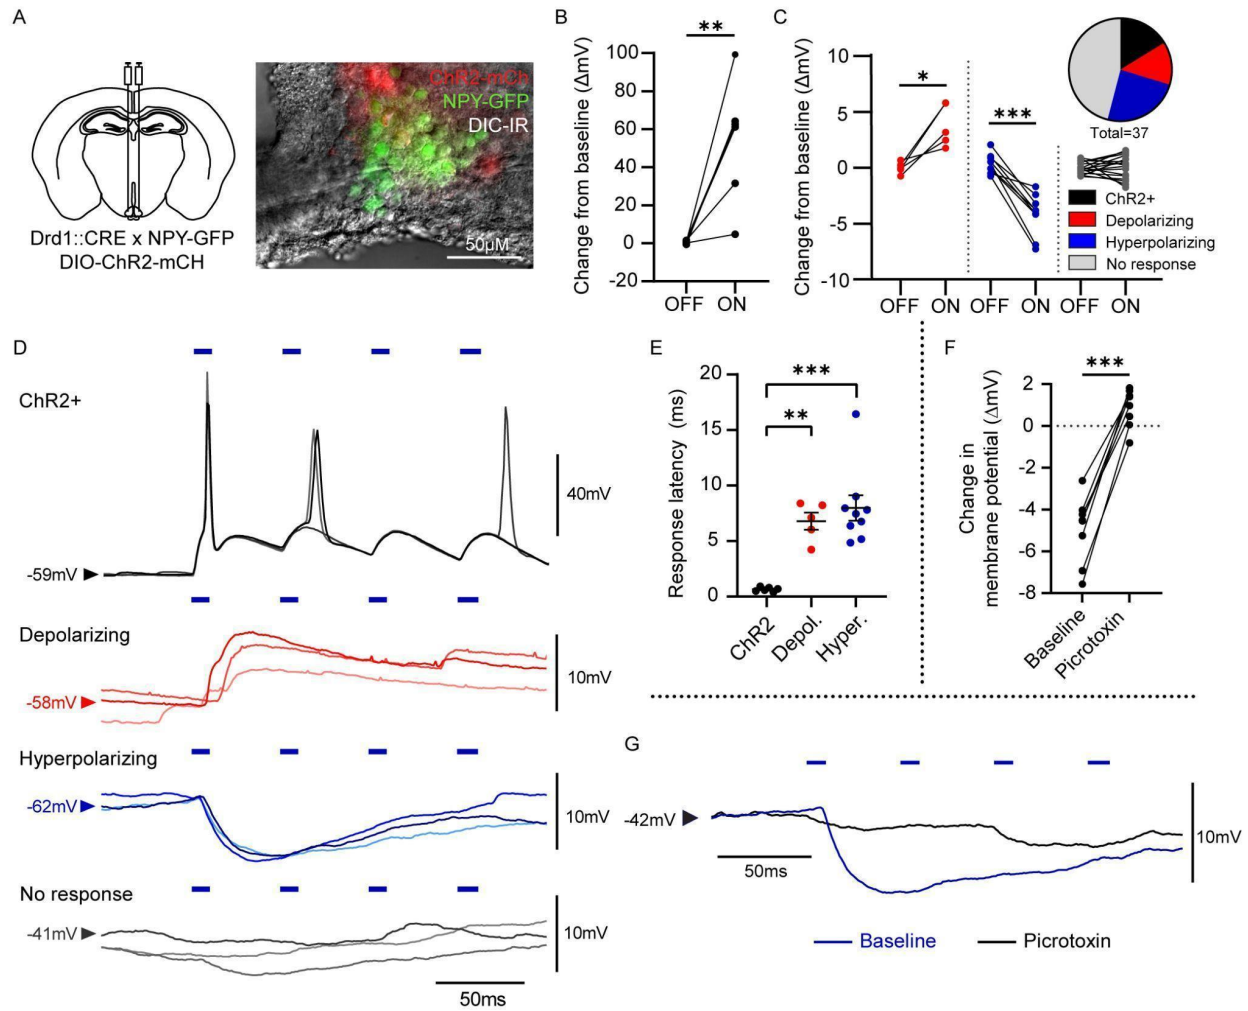 A
ChR2-mCh
NPY-GFP
DIC-IR
50µM
Drd1::CRE x NPY-GFP
DIO-ChR2-mCH
B
Change from baseline (ΔmV)
100
80
60
40
20
0
-20
**
OFF ON
C
Change from baseline (ΔmV)
10
5
0
-5
-10
*
***
OFF ON OFF ON OFF ON
Total=37
ChR2+
Depolarizing
Hyperpolarizing
No response
D
ChR2+
-59mV
40mV
Depolarizing
-58mV
10mV
Hyperpolarizing
-62mV
10mV
No response
-41mV
10mV
50ms
E
Response latency (ms)
20
15
10
5
0
***
**
ChR2
Depol.
Hyper.
F
Change in
membrane potential (ΔmV)
2
0
-2
-4
-6
-8
***
Baseline
Picrotoxin
G
-42mV
10mV
50ms
Baseline
Picrotoxin